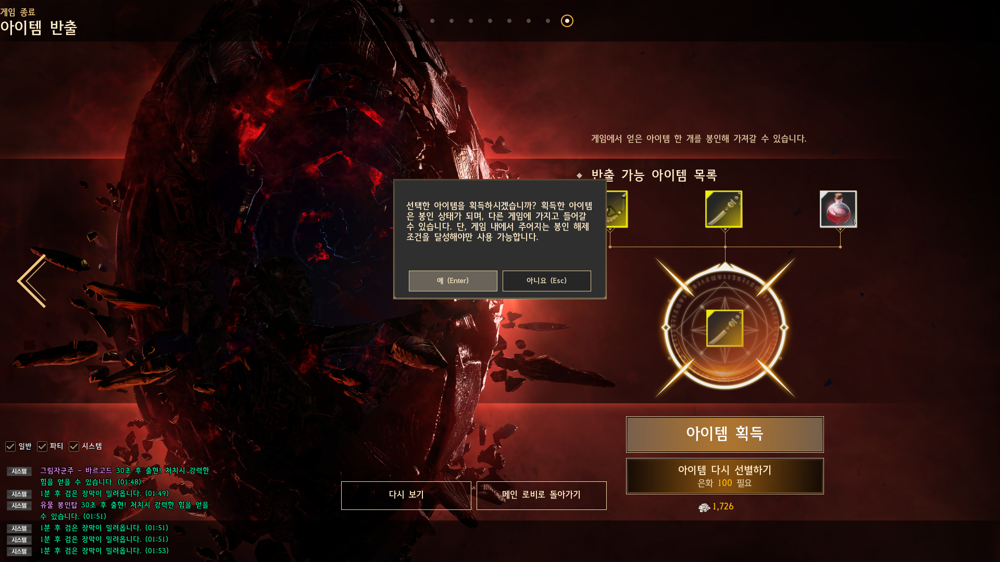 게임 종료
아이템 반출
게임에서 얻은 아이템 한 개를 봉인해 가져갈 수 있습니다.
반출 가능 아이템 목록
1
선택한 아이템을 획득하시겠습니까? 획득한 아이템
은 봉인 상태가 되며, 다른 게임에 가지고 들어갈
수 있습니다. 단, 게임 내에서 주어지는 봉인 해제
조건을 달성해야만 사용 가능합니다.
예 (Enter)
아니요 (Esc)
아이템 획득
아이템 다시 선별하기
은화 100 필요
1,726
다시 보기
메인 로비로 돌아가기
일반
파티
시스템
시스템 그림자군주 - 바르고드 30초 후 출현! 처치시 강력한
힘을 얻을 수 있습니다. (01:48)
시스템 1분 후 검은 장막이 밀려옵니다. (01:49)
시스템 유물 봉인탑 30초 후 출현! 처치시 강력한 힘을 얻을
수 있습니다. (01:51)
시스템 1분 후 검은 장막이 밀려옵니다. (01:51)
시스템 1분 후 검은 장막이 밀려옵니다. (01:51)
시스템 1분 후 검은 장막이 밀려옵니다. (01:53)